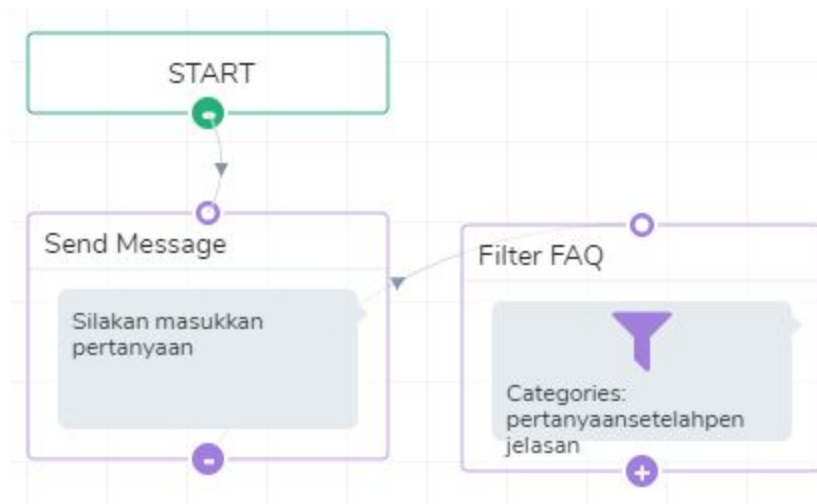 START
Send Message
Silakan masukkan
pertanyaan
Filter FAQ
Categories:
pertanyaansetelahpen
jelasan